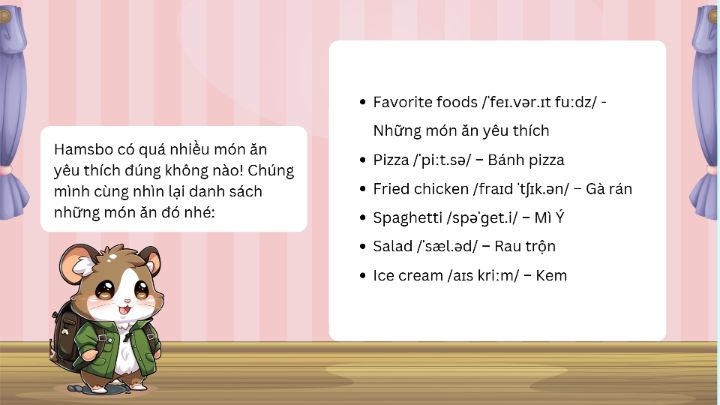 Hamsbo có quá nhiều món ăn
yêu thích đúng không nào! Chúng
mình cùng nhìn lại danh sách
những món ăn đó nhé:
• Favorite foods /ˈfeɪ.vər.ɪt fuːdz/ -
Những món ăn yêu thích
• Pizza /ˈpiːt.sə/ – Bánh pizza
• Fried chicken /fraɪd ˈtʃɪk.ən/ – Gà rán
• Spaghetti /spəˈɡet.i/ – Mì Ý
• Salad /ˈsæl.əd/ – Rau trộn
• Ice cream /aɪs kriːm/ – Kem